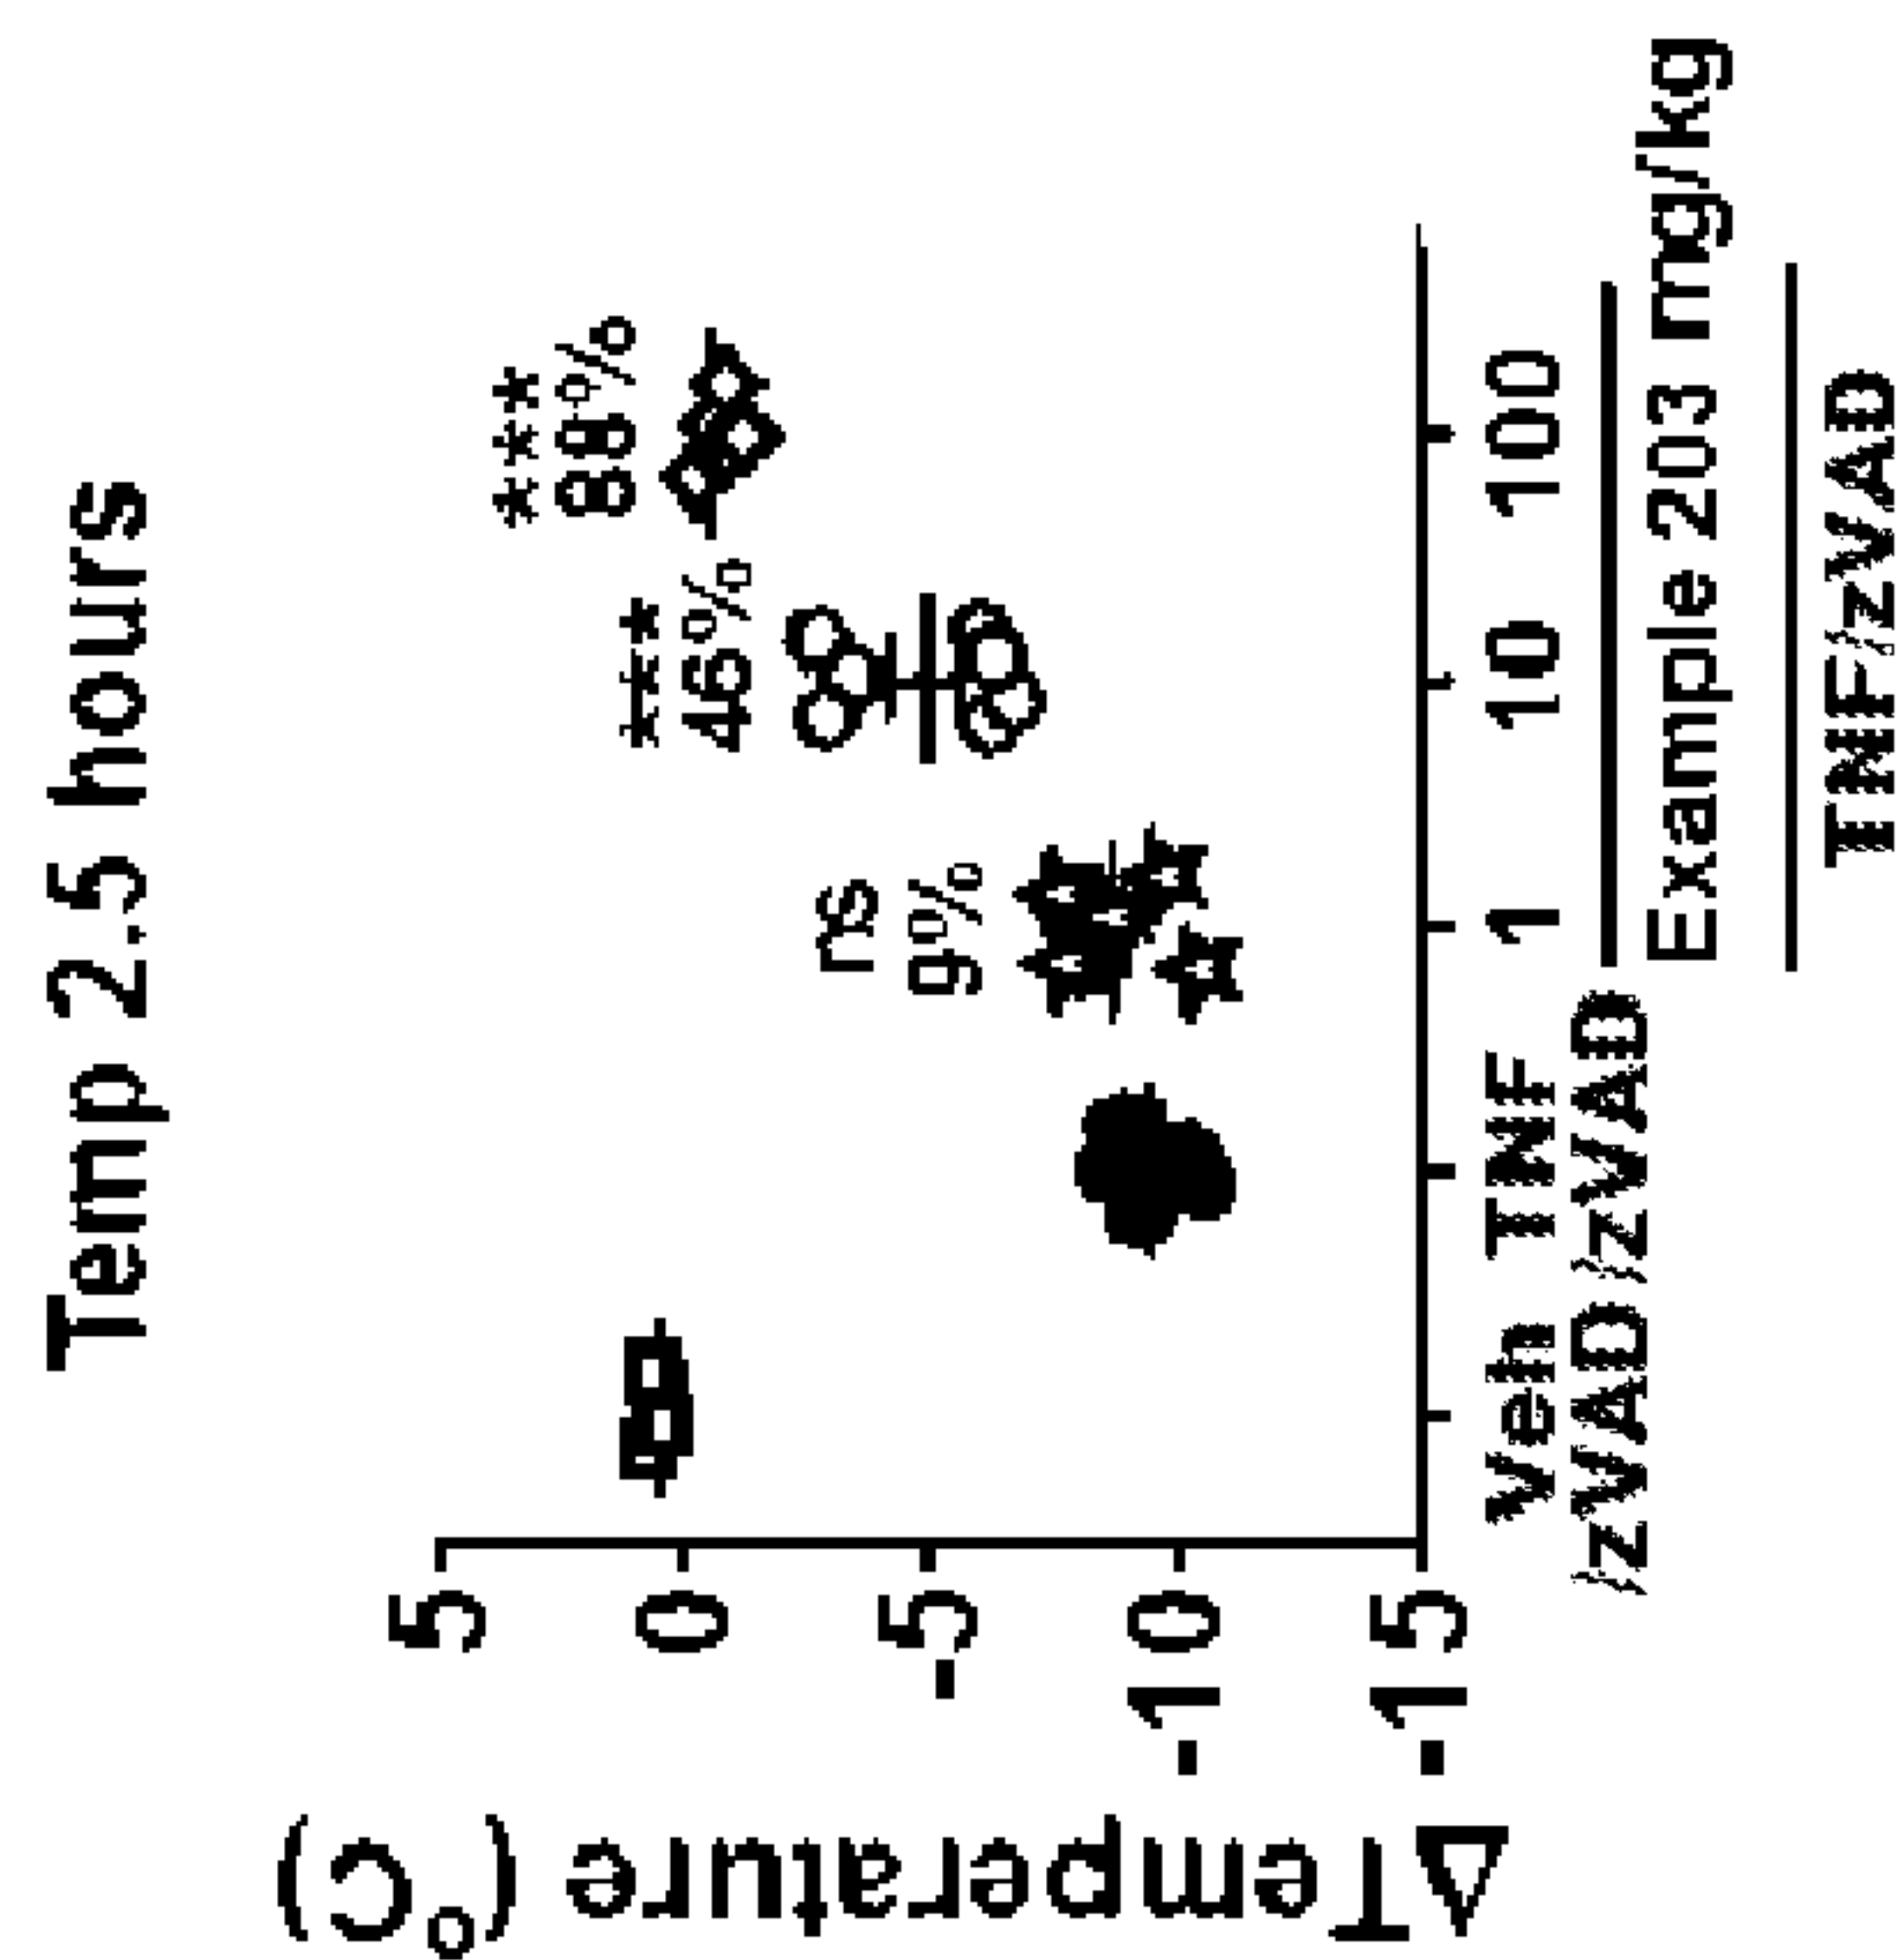 Temp 2.5 hours
ΔTemperature (°C)
5
0
-5
-10
-15
ns
9%
**
46%
***
88%
Veh TNF 1 10 100
/zVAD /zVAD
Example 203 mg/kg
TNF/zVAD